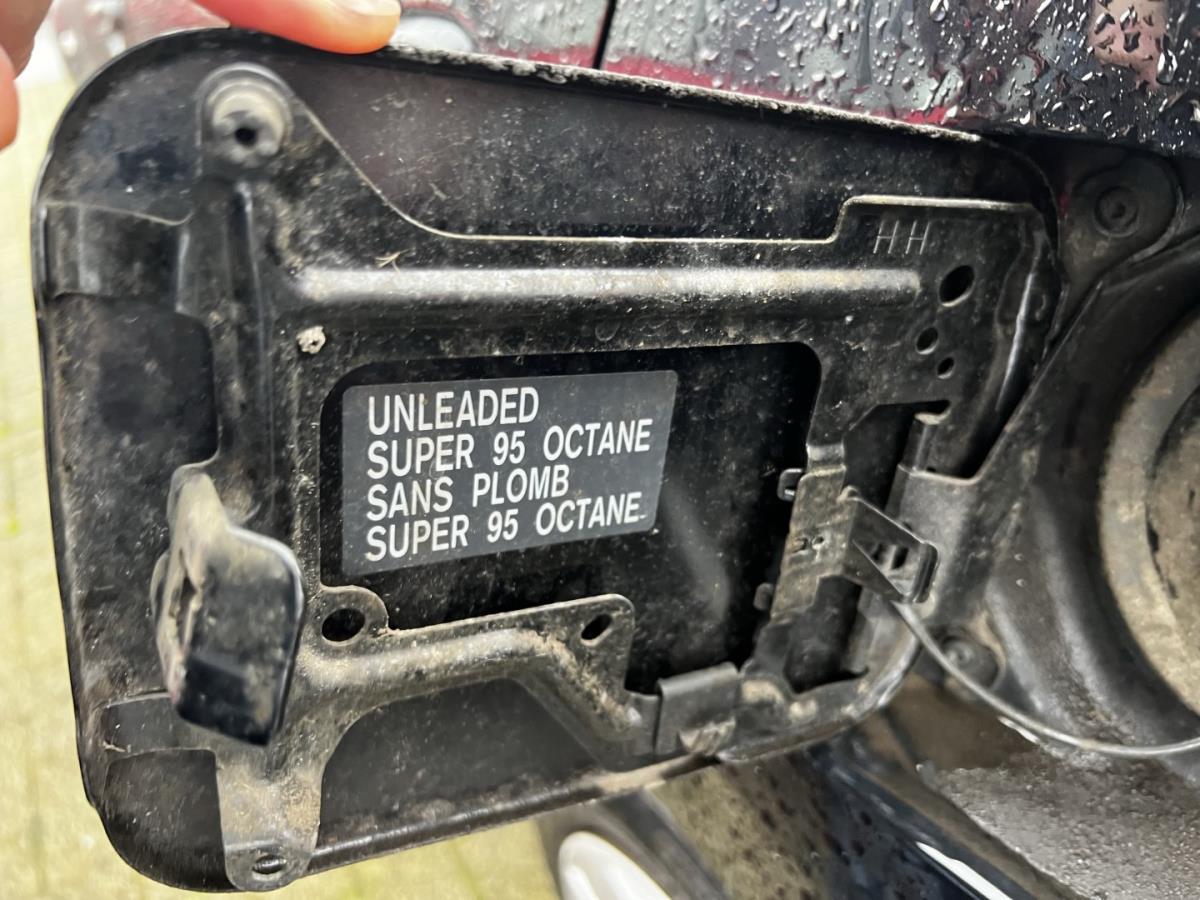 HH
UNLEADED
SUPER 95 OCTANE
SANS PLOMB
SUPER 95 OCTANE